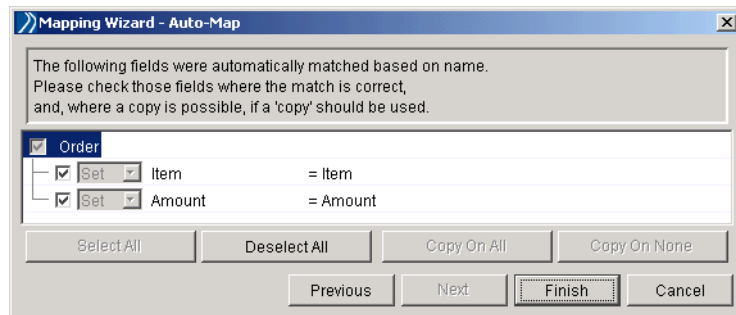 Mapping Wizard - Auto-Map
The following fields were automatically matched based on name.
Please check those fields where the match is correct,
and, where a copy is possible, if a 'copy' should be used.
Order
Set Item = Item
Set Amount = Amount
Select All Deselect All Copy On All Copy On None
Previous Next Finish Cancel